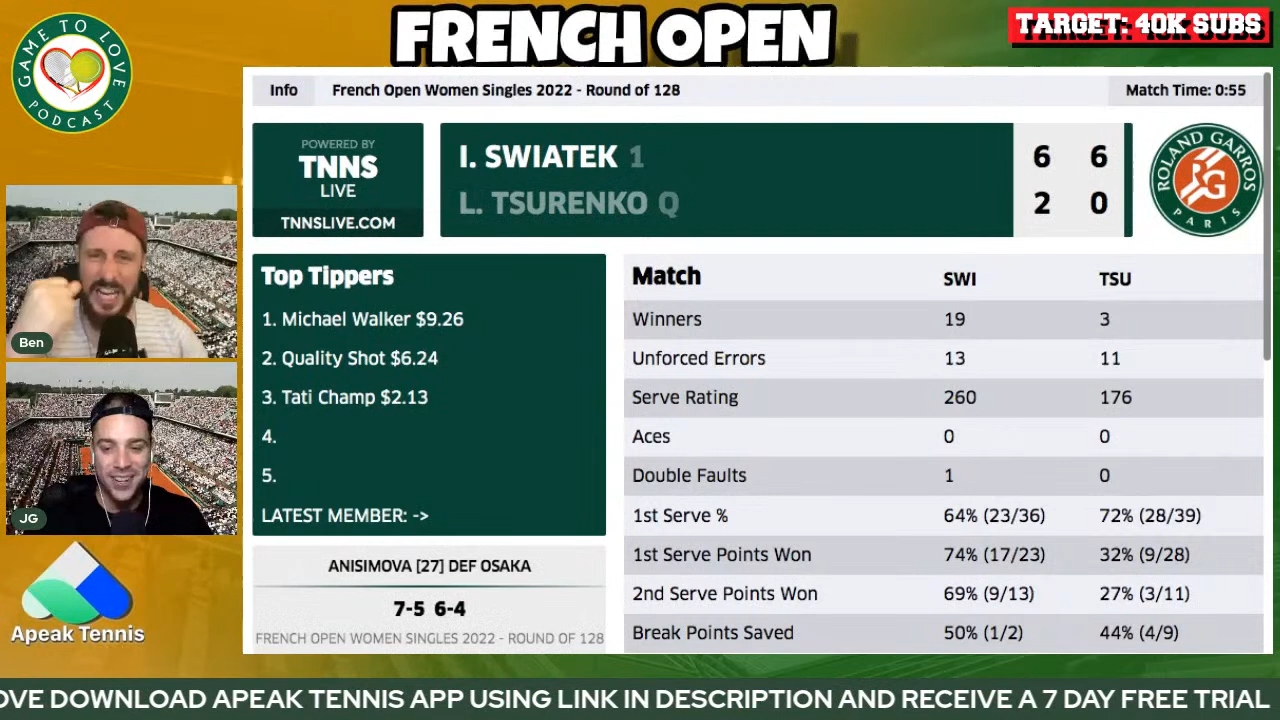 FRENCH OPEN
TARGET: 40K SUBS
GAME TO LOVE
PODCAST
Info French Open Women Singles 2022 - Round of 128 Match Time: 0:55
POWERED BY
TNNS
LIVE
TNNSLIVE.COM
I. SWIATEK 1 6 6
L. TSURENKO Q 2 0
ROLAND GARROS
RG
PARIS
Ben
JG
Apeak Tennis
Top Tippers
1. Michael Walker $9.26
2. Quality Shot $6.24
3. Tati Champ $2.13
4.
5.
LATEST MEMBER: ->
ANISIMOVA [27] DEF OSAKA
7-5 6-4
FRENCH OPEN WOMEN SINGLES 2022 - ROUND OF 128
Match SWI TSU
Winners 19 3
Unforced Errors 13 11
Serve Rating 260 176
Aces 0 0
Double Faults 1 0
1st Serve % 64% (23/36) 72% (28/39)
1st Serve Points Won 74% (17/23) 32% (9/28)
2nd Serve Points Won 69% (9/13) 27% (3/11)
Break Points Saved 50% (1/2) 44% (4/9)
OVE DOWNLOAD APEAK TENNIS APP USING LINK IN DESCRIPTION AND RECEIVE A 7 DAY FREE TRIAL